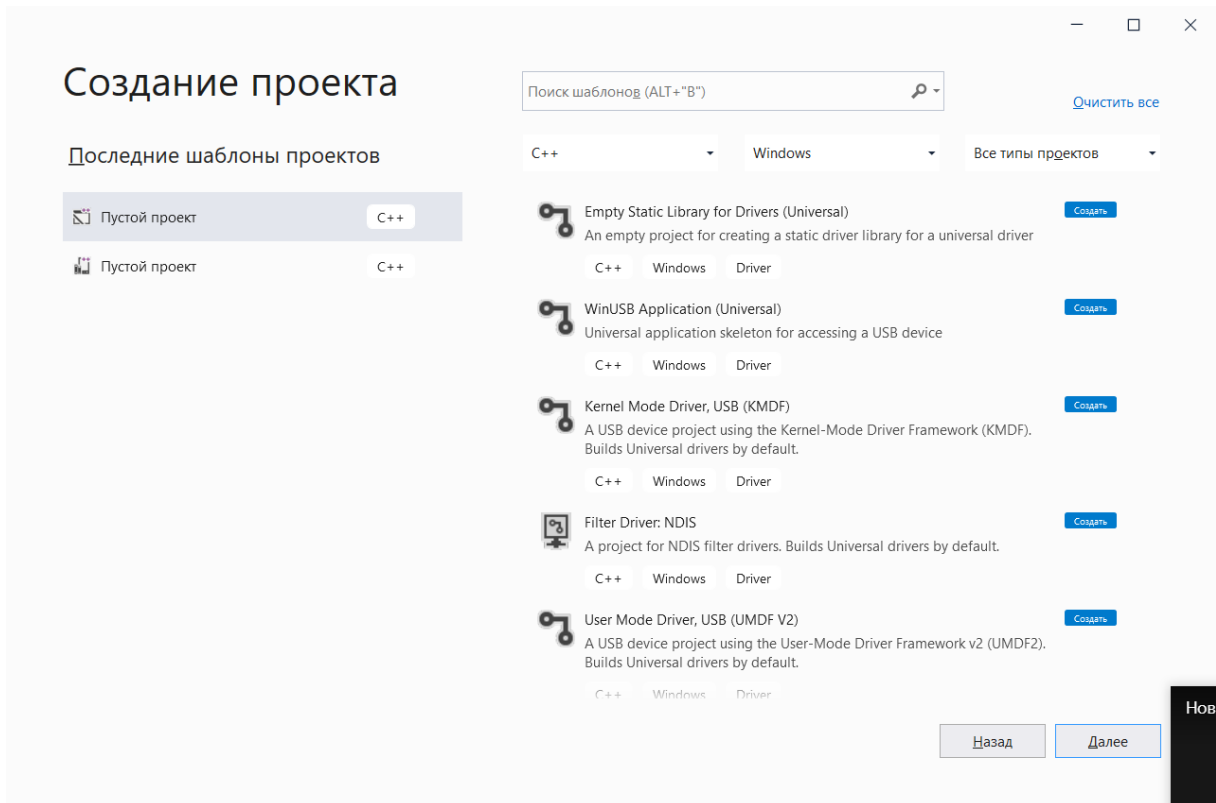 Создание проекта
Поиск шаблонов (ALT+"В")
Очистить все
Последние шаблоны проектов
C++
Windows
Все типы проектов
Пустой проект C++
Пустой проект C++
Empty Static Library for Drivers (Universal)
Создать
An empty project for creating a static driver library for a universal driver
C++ Windows Driver
WinUSB Application (Universal)
Создать
Universal application skeleton for accessing a USB device
C++ Windows Driver
Kernel Mode Driver, USB (KMDF)
Создать
A USB device project using the Kernel-Mode Driver Framework (KMDF).
Builds Universal drivers by default.
C++ Windows Driver
Filter Driver: NDIS
Создать
A project for NDIS filter drivers. Builds Universal drivers by default.
C++ Windows Driver
User Mode Driver, USB (UMDF V2)
Создать
A USB device project using the User-Mode Driver Framework v2 (UMDF2).
Builds Universal drivers by default.
C++ Windows Driver
Нов
Назад
Далее